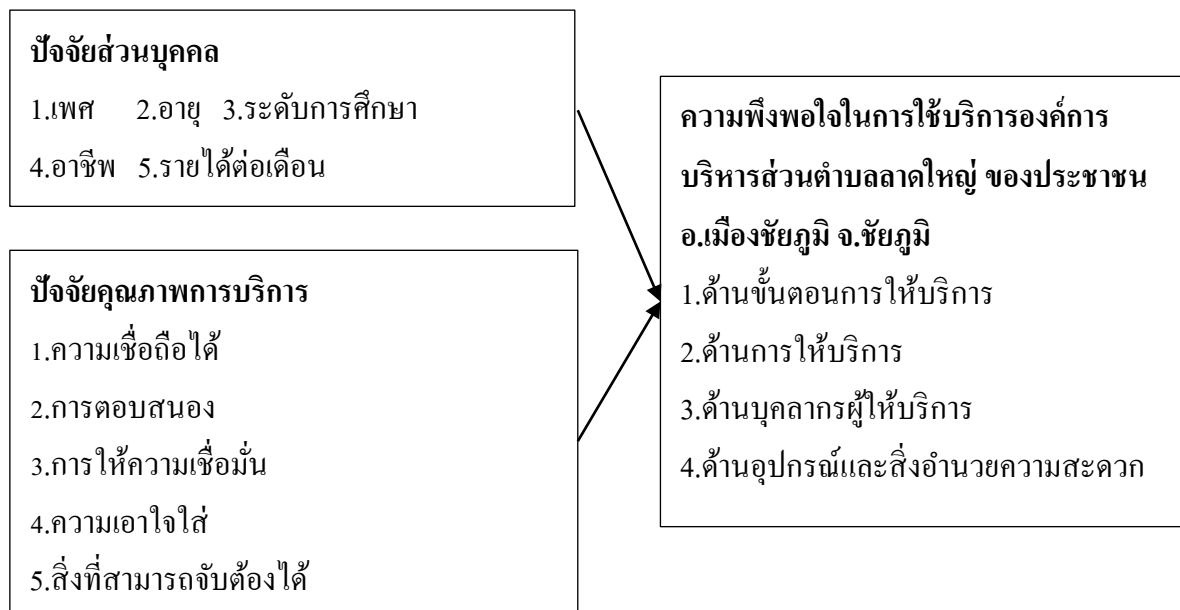 ปัจจัยส่วนบุคคล
1.เพศ 2.อายุ 3.ระดับการศึกษา
4.อาชีพ 5.รายได้ต่อเดือน
ปัจจัยคุณภาพการบริการ
1.ความเชื่อถือได้
2.การตอบสนอง
3.การให้ความเชื่อมั่น
4.ความเอาใจใส่
5.สิ่งที่สามารถจับต้องได้
ความพึงพอใจในการใช้บริการองค์การ
บริหารส่วนตำบลลาดใหญ่ ของประชาชน
อ.เมืองชัยภูมิ จ.ชัยภูมิ
1.ด้านขั้นตอนการให้บริการ
2.ด้านการให้บริการ
3.ด้านบุคลากรผู้ให้บริการ
4.ด้านอุปกรณ์และสิ่งอำนวยความสะดวก